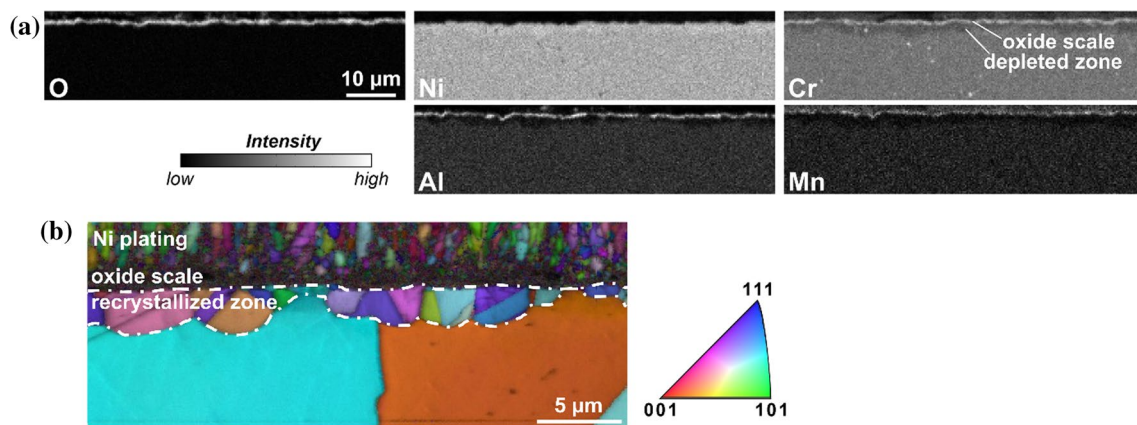 (a)
O
10 µm
Ni
Cr
oxide scale
depleted zone
Intensity
low
high
Al
Mn
(b)
Ni plating
oxide scale
recrystallized zone
5 µm
111
001
101